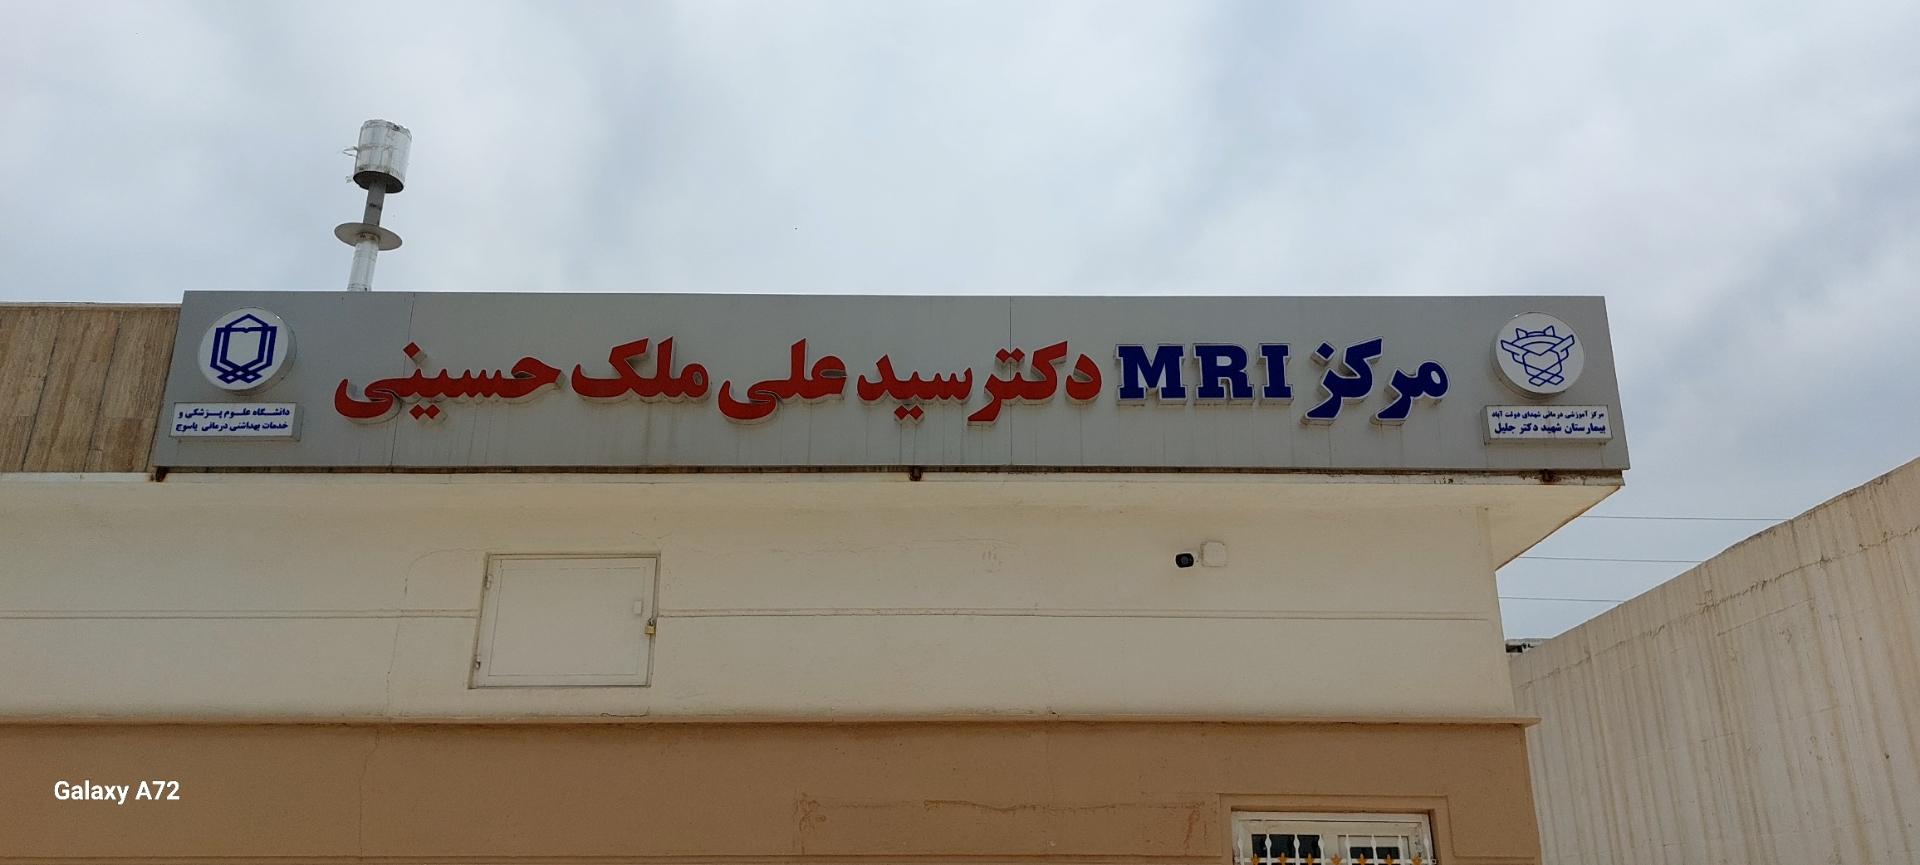 مرکز MRI دکتر سید علی ملک حسینی
مرکز آموزشی درمانی شهدای دولت آباد
بیمارستان شهید دکتر جلیل
دانشگاه علوم پزشکی و
خدمات بهداشتی درمانی یاسوج
Galaxy A72